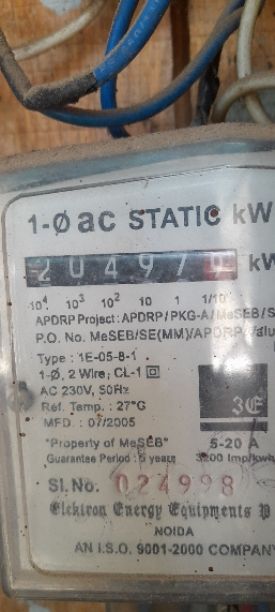 1-Ø ac STATIC kW
20497
kW
10⁴ 10³ 10² 10 1 1/10
APDRP Project : APDRP / PKG-A / MeSEB / S
P.O. No. MeSEB/SE(MM)/APDRP
Type : 1E-05-8-1
1-Ø, 2 Wire, CL-1
AC 230V, 50Hz
Ref. Temp. : 27°C
MFD. : 07/2005
3E
"Property of MeSEB" 5-20 A
Guarantee Period : 5 years 3200 Imp/kwh
Sl.No. 024998
Elektron Energy Equipments P
NOIDA
AN I.S.O. 9001-2000 COMPANY